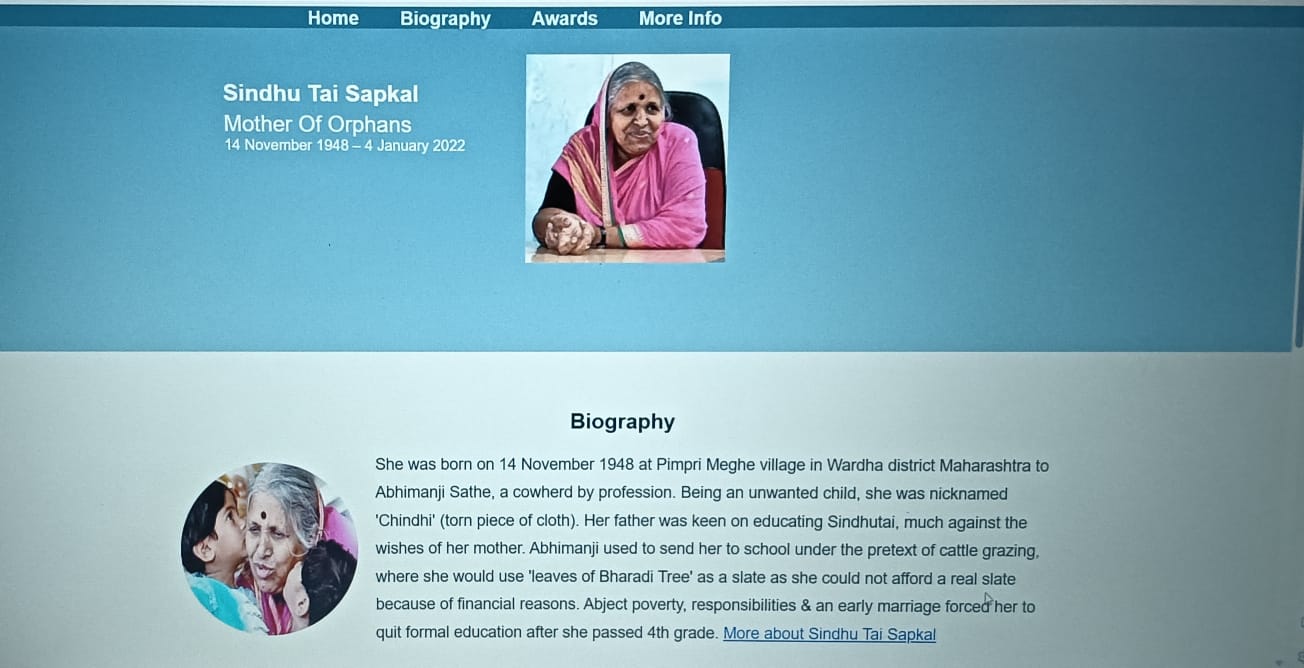 Home Biography Awards More Info
Sindhu Tai Sapkal
Mother Of Orphans
14 November 1948 – 4 January 2022
Biography
She was born on 14 November 1948 at Pimpri Meghe village in Wardha district Maharashtra to
Abhimanji Sathe, a cowherd by profession. Being an unwanted child, she was nicknamed
'Chindhi' (torn piece of cloth). Her father was keen on educating Sindhutai, much against the
wishes of her mother. Abhimanji used to send her to school under the pretext of cattle grazing,
where she would use 'leaves of Bharadi Tree' as a slate as she could not afford a real slate
because of financial reasons. Abject poverty, responsibilities & an early marriage forced her to
quit formal education after she passed 4th grade. More about Sindhu Tai Sapkal